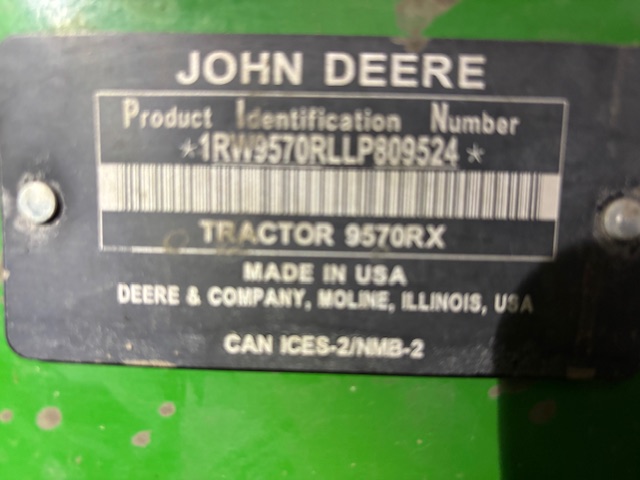 JOHN DEERE
Product Identification Number
*1RW9570RLLP809524*
TRACTOR 9570RX
MADE IN USA
DEERE & COMPANY, MOLINE, ILLINOIS, USA
CAN ICES-2/NMB-2